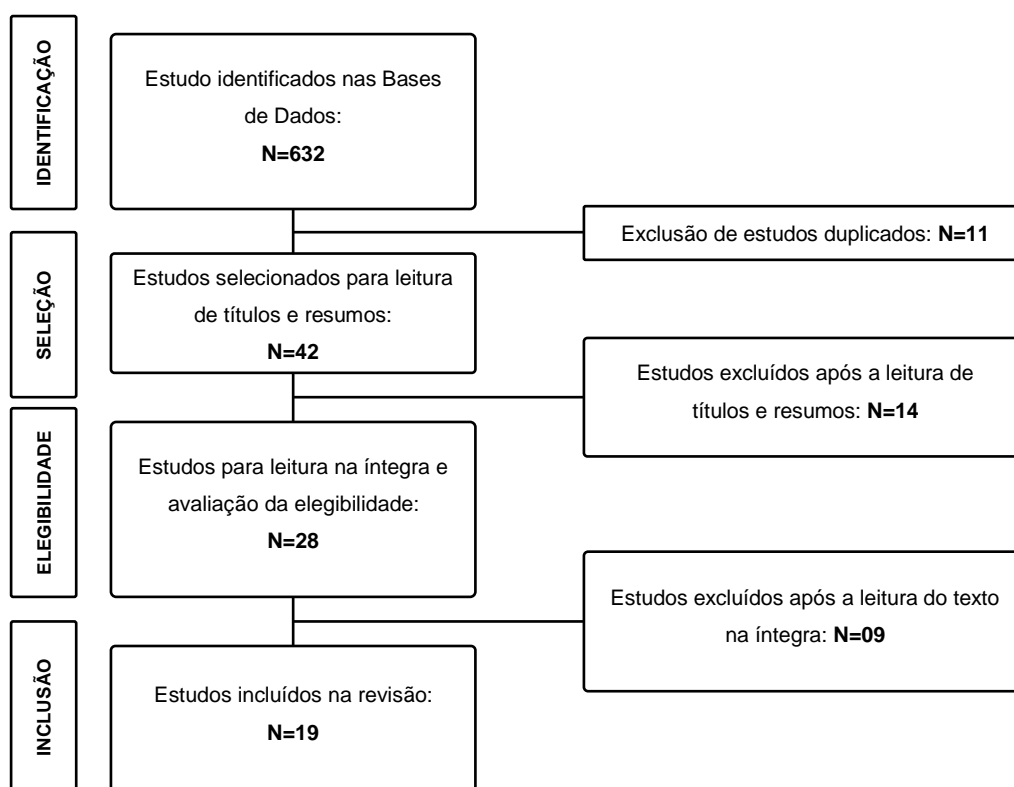 IDENTIFICAÇÃO
Estudo identificados nas Bases
de Dados:
N=632
Exclusão de estudos duplicados: N=11
SELEÇÃO
Estudos selecionados para leitura
de títulos e resumos:
N=42
Estudos excluídos após a leitura de
títulos e resumos: N=14
ELEGIBILIDADE
Estudos para leitura na íntegra e
avaliação da elegibilidade:
N=28
Estudos excluídos após a leitura do texto
na íntegra: N=09
INCLUSÃO
Estudos incluídos na revisão:
N=19